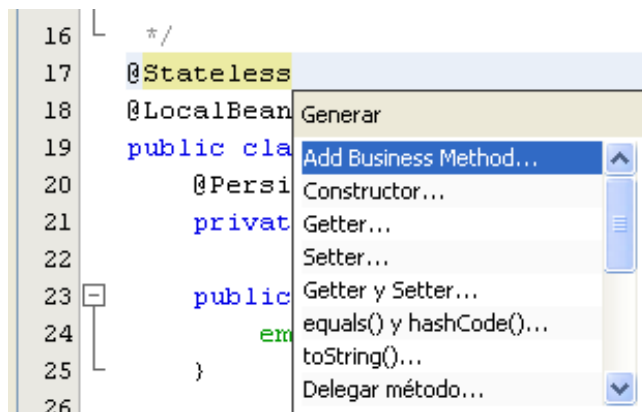 16 */
17 @Stateless
18 @LocalBean
19 public cla
20 @Persi
21 privat
22
23 public
24 em
25 }
26
Generar
Add Business Method...
Constructor...
Getter...
Setter...
Getter y Setter...
equals() y hashCode()...
toString()...
Delegar método...